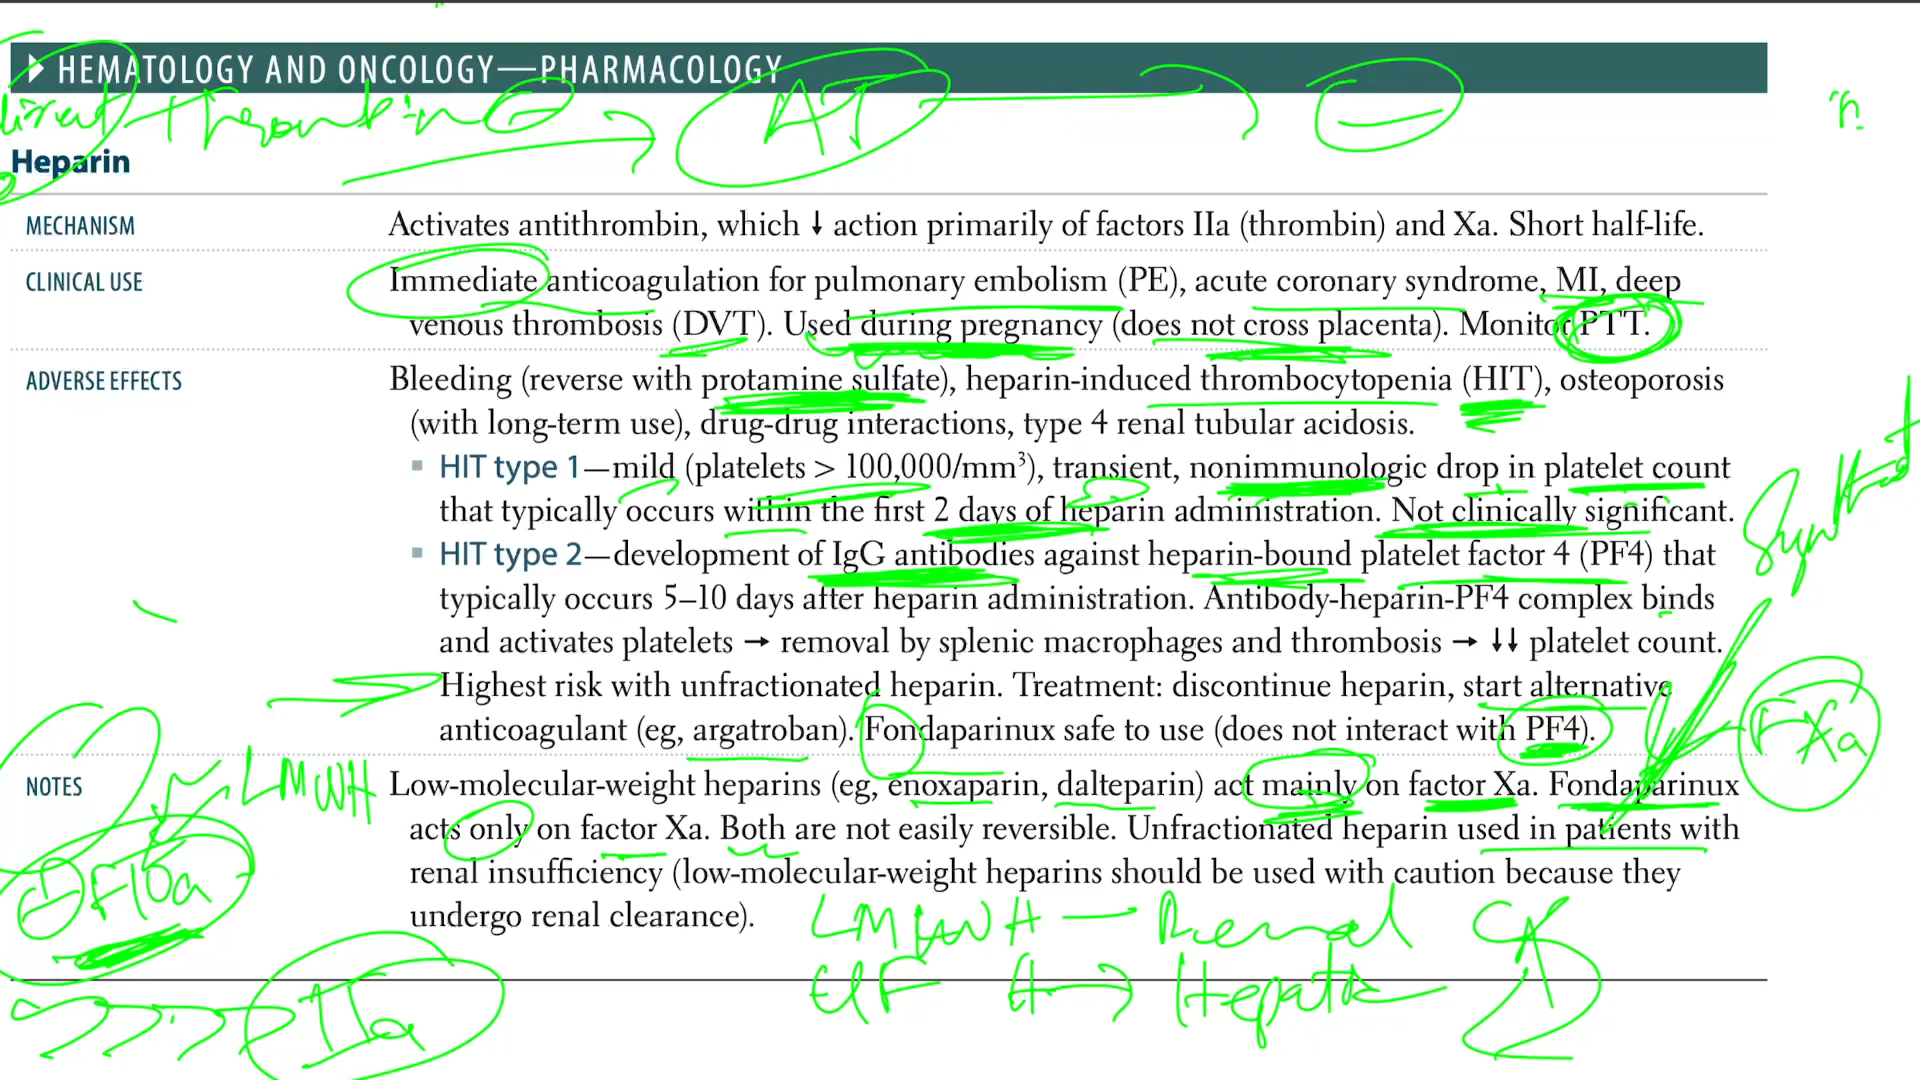 HEMATOLOGY AND ONCOLOGY—PHARMACOLOGY
thrombin AT
Heparin
MECHANISM Activates antithrombin, which ↓ action primarily of factors IIa (thrombin) and Xa. Short half-life.
CLINICAL USE Immediate anticoagulation for pulmonary embolism (PE), acute coronary syndrome, MI, deep
venous thrombosis (DVT). Used during pregnancy (does not cross placenta). Monitor PTT.
ADVERSE EFFECTS Bleeding (reverse with protamine sulfate), heparin-induced thrombocytopenia (HIT), osteoporosis
(with long-term use), drug-drug interactions, type 4 renal tubular acidosis.
HIT type 1—mild (platelets > 100,000/mm³), transient, nonimmunologic drop in platelet count
that typically occurs within the first 2 days of heparin administration. Not clinically significant.
HIT type 2—development of IgG antibodies against heparin-bound platelet factor 4 (PF4) that
typically occurs 5–10 days after heparin administration. Antibody-heparin-PF4 complex binds
and activates platelets → removal by splenic macrophages and thrombosis → ↓↓ platelet count.
Highest risk with unfractionated heparin. Treatment: discontinue heparin, start alternative
anticoagulant (eg, argatroban). Fondaparinux safe to use (does not interact with PF4).
FXa
LMWH
NOTES Low-molecular-weight heparins (eg, enoxaparin, dalteparin) act mainly on factor Xa. Fondaparinux
acts only on factor Xa. Both are not easily reversible. Unfractionated heparin used in patients with
renal insufficiency (low-molecular-weight heparins should be used with caution because they
undergo renal clearance).
F10a
LMWH — Renal
UF H → Hepatic
IIa